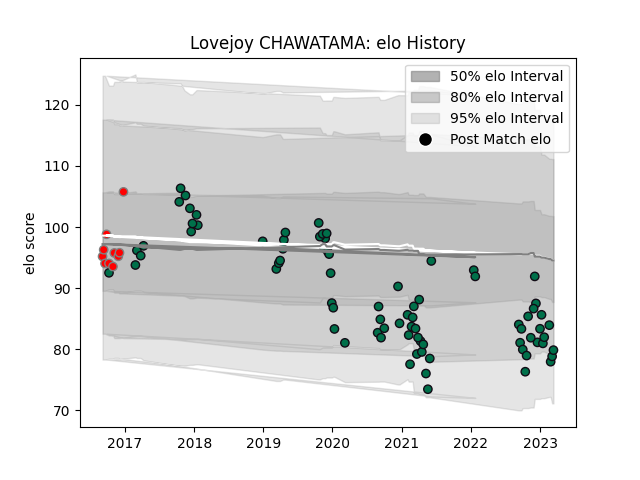 Lovejoy CHAWATAMA: elo History
50% elo Interval
80% elo Interval
95% elo Interval
Post Match elo
elo score
120
110
100
90
80
70
2017 2018 2019 2020 2021 2022 2023